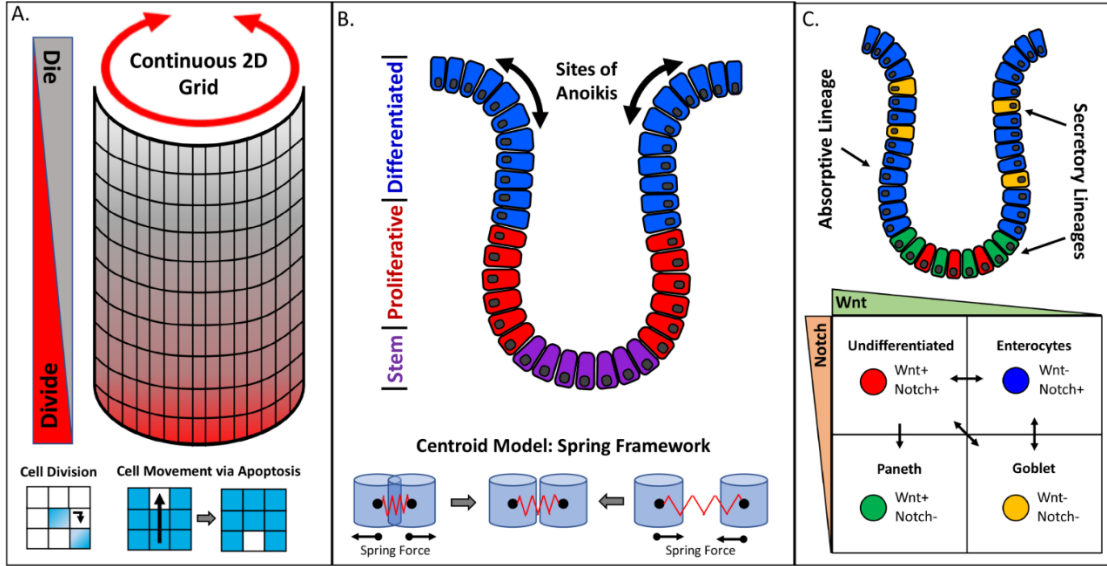 A.
Die
Divide
Continuous 2D
Grid
Cell Division
Cell Movement via Apoptosis
B.
Sites of
Anoikis
Differentiated
Proliferative
Stem
Centroid Model: Spring Framework
Spring Force
Spring Force
C.
Absorptive Lineage
Secretory Lineages
Wnt
Notch
Undifferentiated
Wnt+
Notch+
Enterocytes
Wnt-
Notch+
Paneth
Wnt+
Notch-
Goblet
Wnt-
Notch-